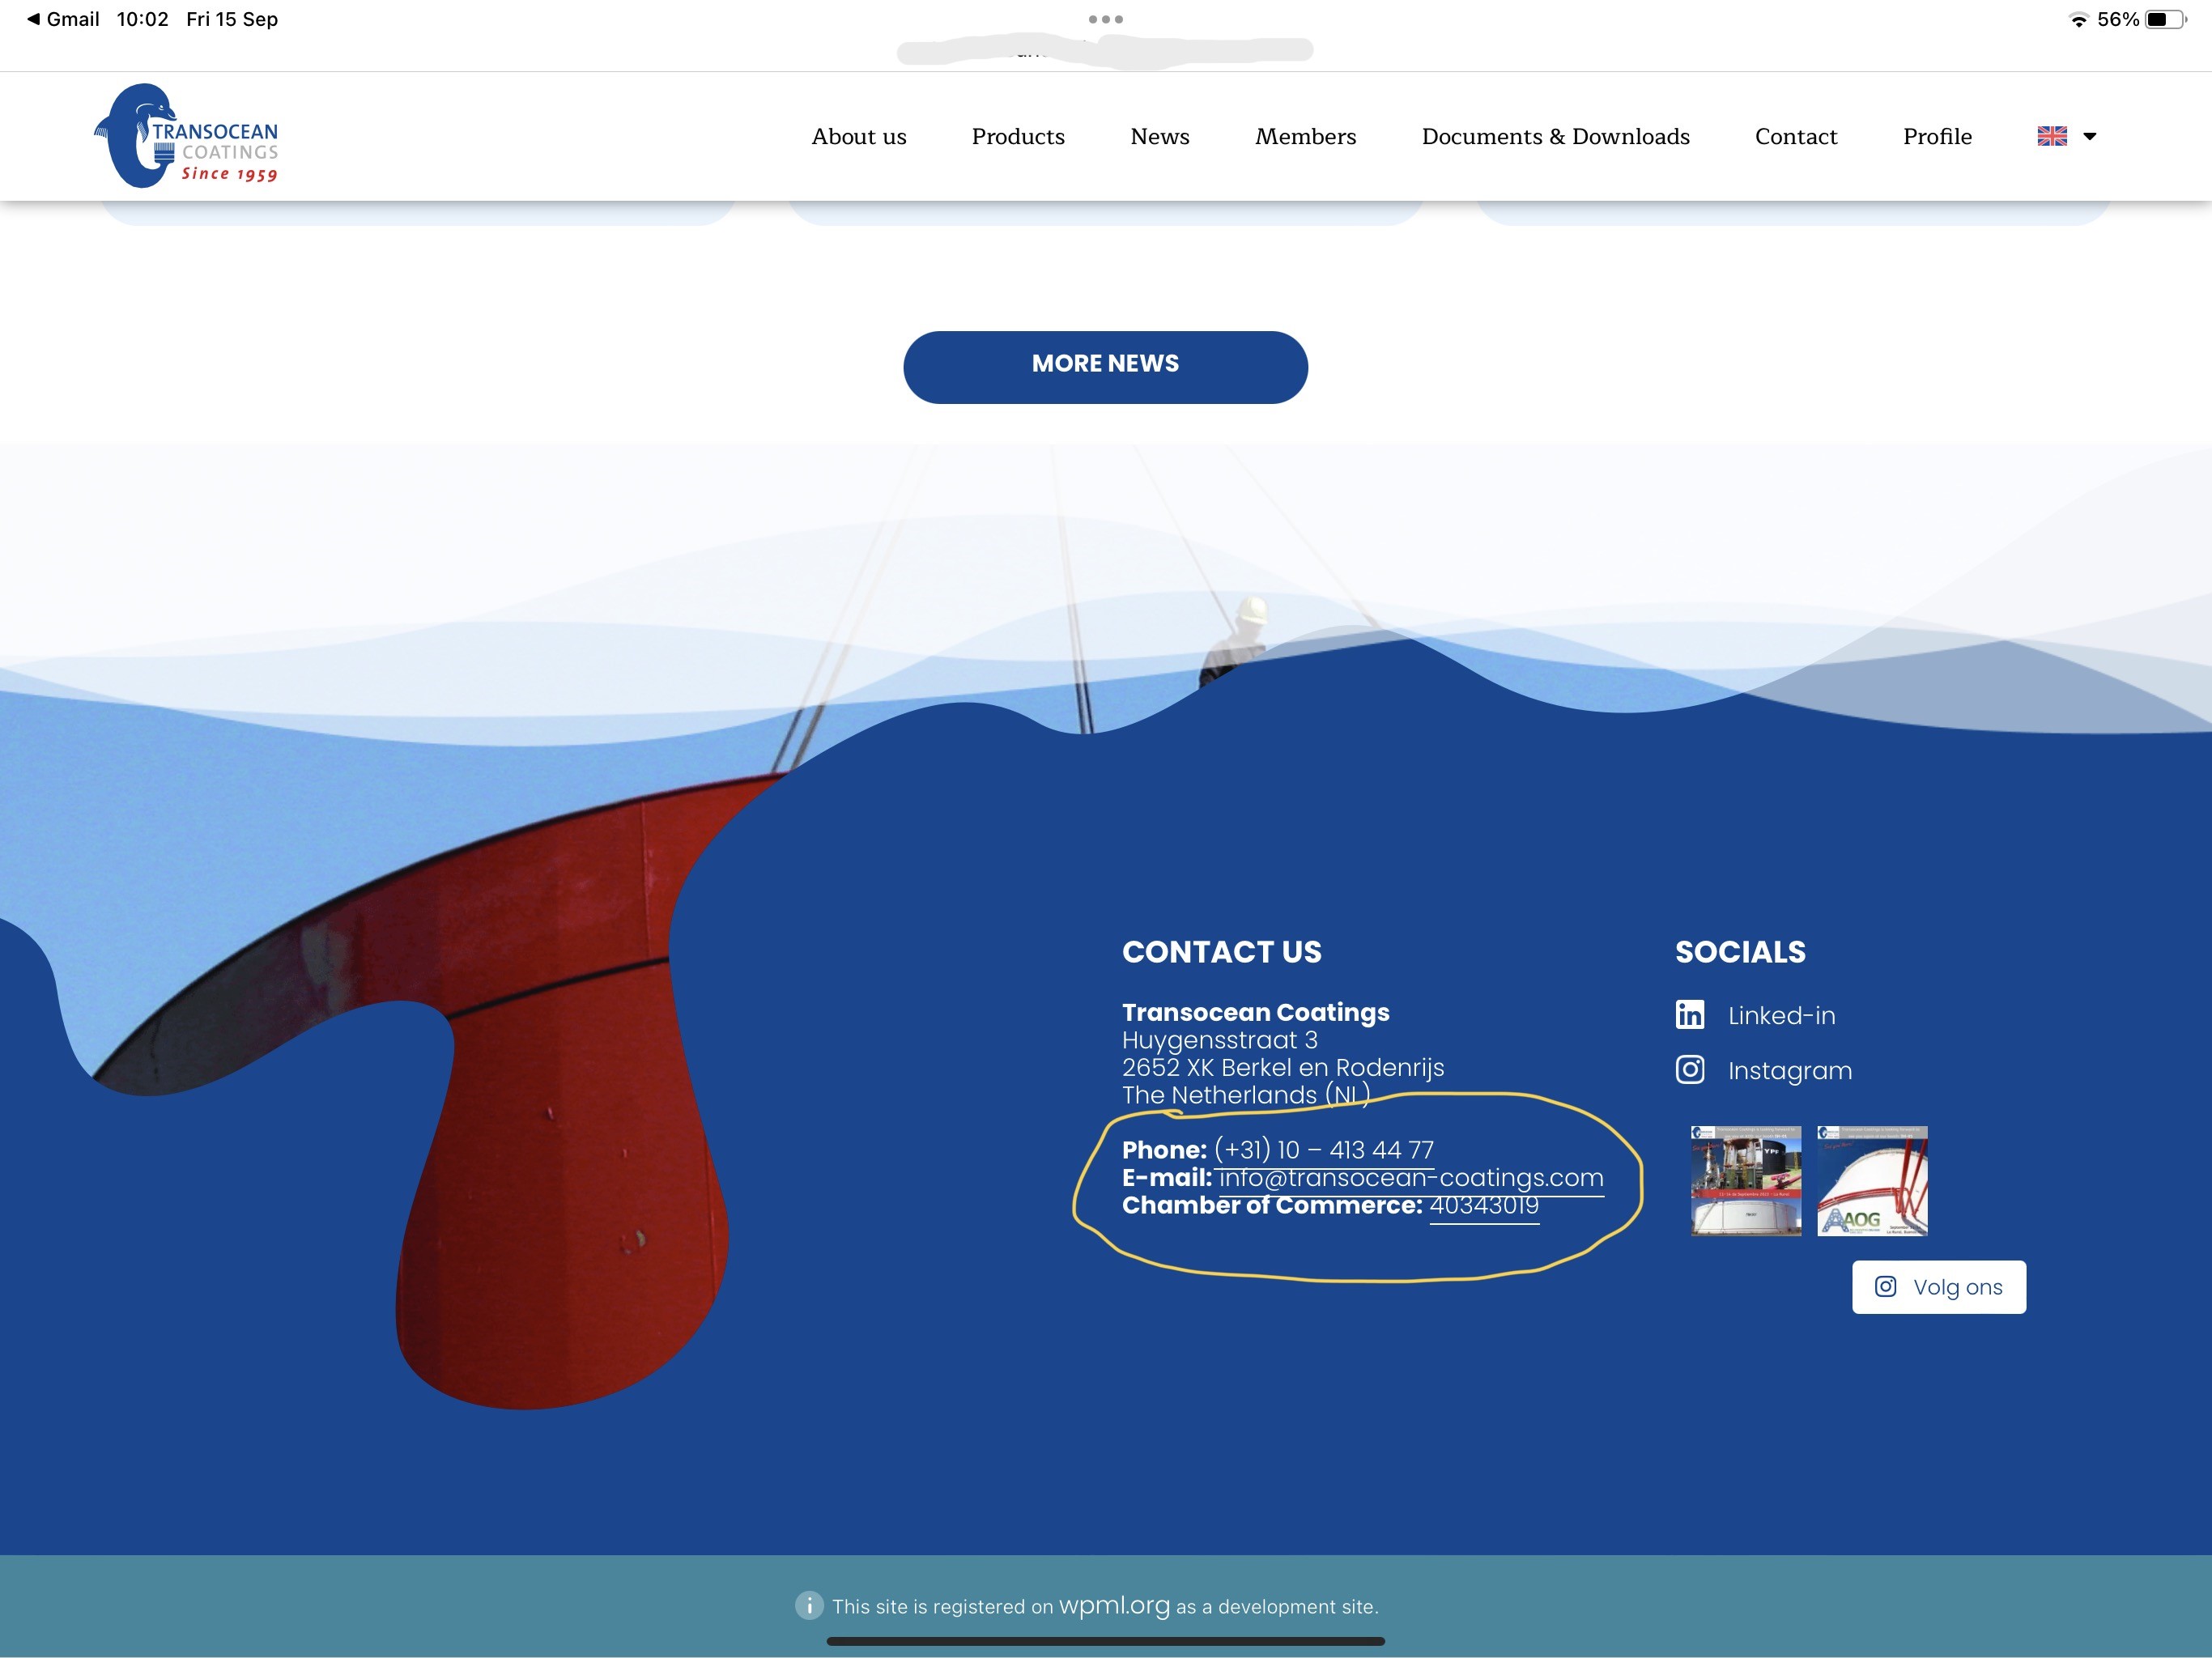 Gmail 10:02 Fri 15 Sep 56%
TRANSOCEAN
COATINGS
Since 1959
About us Products News Members Documents & Downloads Contact Profile
MORE NEWS
CONTACT US
Transocean Coatings
Huygensstraat 3
2652 XK Berkel en Rodenrijs
The Netherlands (NL)
Phone: (+31) 10 – 413 44 77
E-mail: info@transocean-coatings.com
Chamber of Commerce: 40343019
SOCIALS
Linked-in
Instagram
YPF
AOG
Volg ons
This site is registered on wpml.org as a development site.